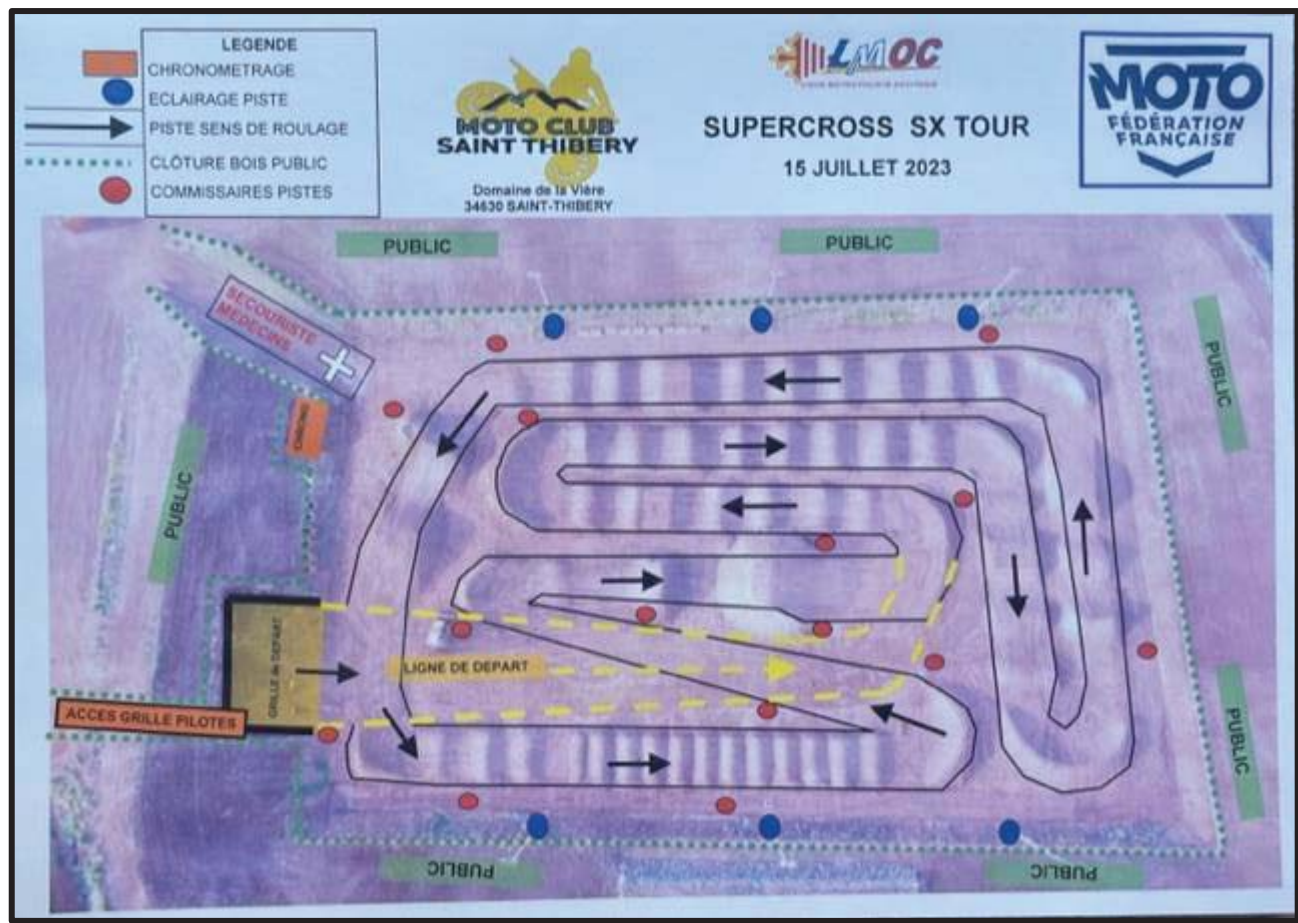 LEGENDE
CHRONOMETRAGE
ECLAIRAGE PISTE
PISTE SENS DE ROULAGE
CLÔTURE BOIS PUBLIC
COMMISSAIRES PISTES
MOTO CLUB
SAINT THIBERY
Domaine de la Vière
34630 SAINT-THIBERY
LMOC
SUPERCROSS SX TOUR
15 JUILLET 2023
MOTO
FÉDÉRATION
FRANÇAISE
PUBLIC
PUBLIC
SECOURISTE
MEDECINS
CHRONO
PUBLIC
PUBLIC
GRILLE de DEPART
LIGNE DE DEPART
ACCES GRILLE PILOTES
PUBLIC
PUBLIC
PUBLIC